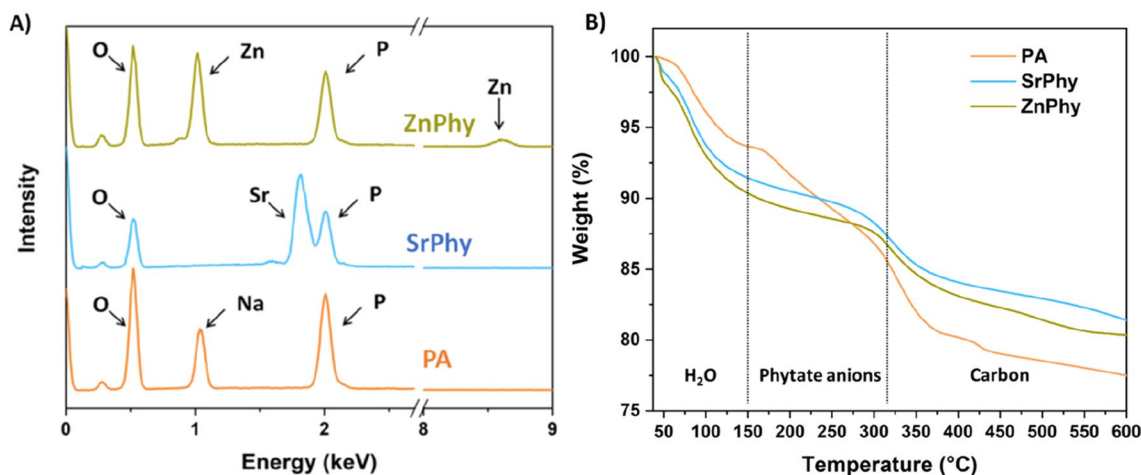 A)
O
Zn
P
Zn
ZnPhy
Sr
P
O
SrPhy
O
Na
P
PA
Intensity
0
1
2
8
9
Energy (keV)
B)
PA
SrPhy
ZnPhy
100
95
90
85
80
75
Weight (%)
H₂O
Phytate anions
Carbon
50 100 150 200 250 300 350 400 450 500 550 600
Temperature (°C)